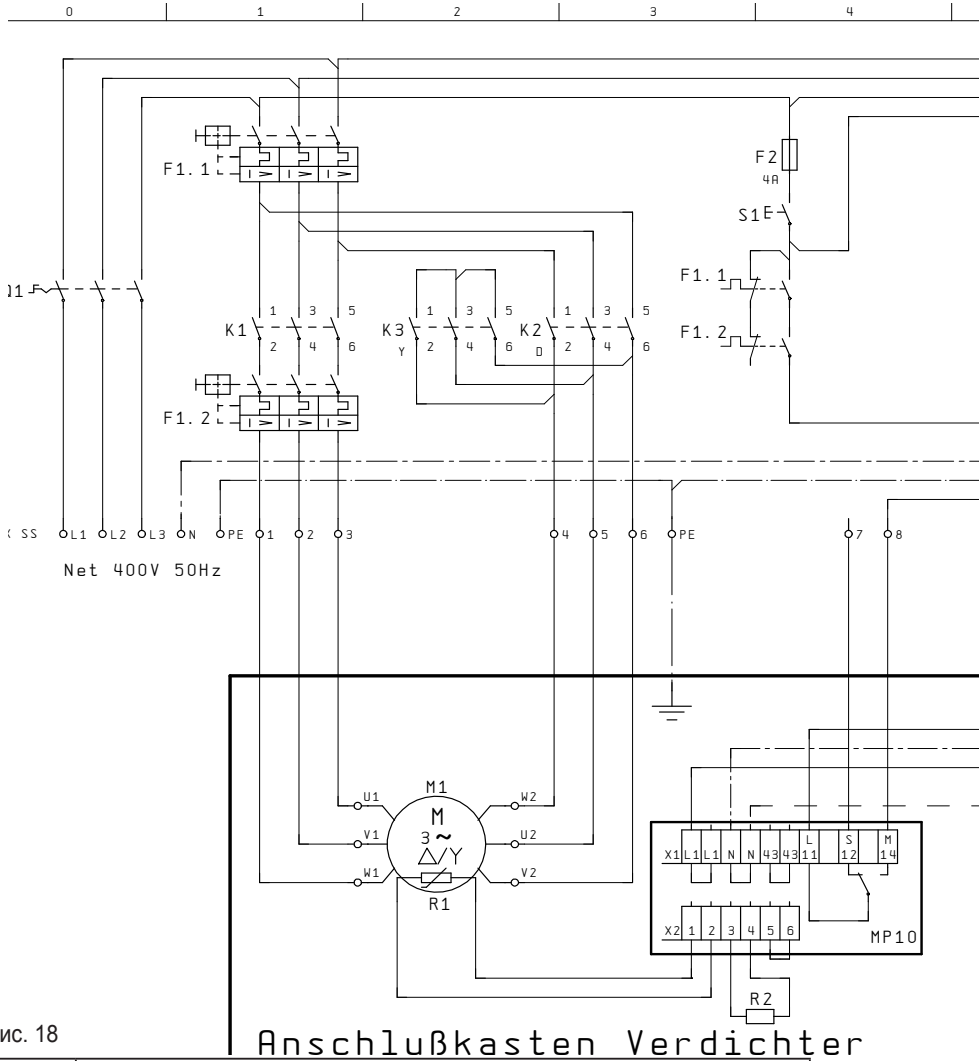 0 1 2 3 4
F1.1
F2
4A
S1
F1.1
1 3 5 1 3 5 1 3 5
K1 K3 K2
F1.2
2 4 6 Y 2 4 6 D 2 4 6
F1.2
SS L1 L2 L3 N PE 1 2 3 4 5 6 PE 7 8
Net 400V 50Hz
M1
U1 W2
M
V1 3~ U2
△/Y
W1 V2
R1
L S M
X1 L1 L1 N N 43 43 11 12 14
X2 1 2 3 4 5 6
MP10
R2
ис. 18
Anschlußkasten Verdichter